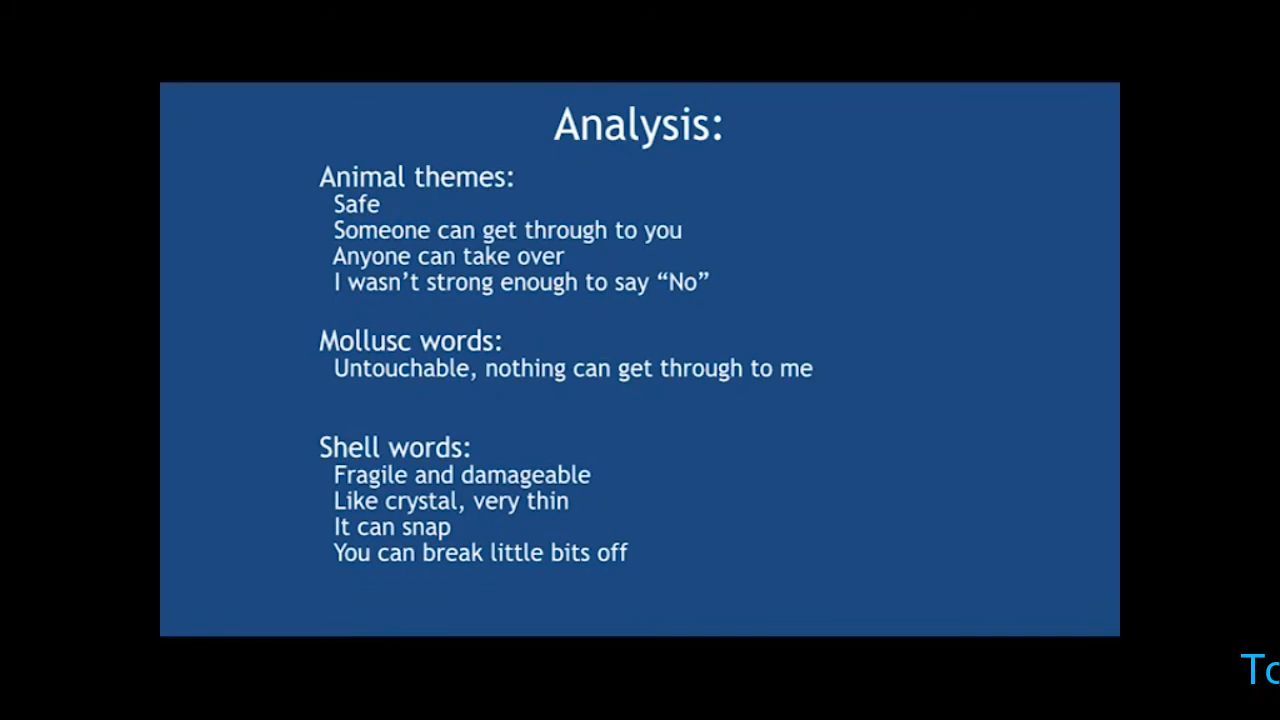 Analysis:
Animal themes:
Safe
Someone can get through to you
Anyone can take over
I wasn’t strong enough to say “No”
Mollusc words:
Untouchable, nothing can get through to me
Shell words:
Fragile and damageable
Like crystal, very thin
It can snap
You can break little bits off